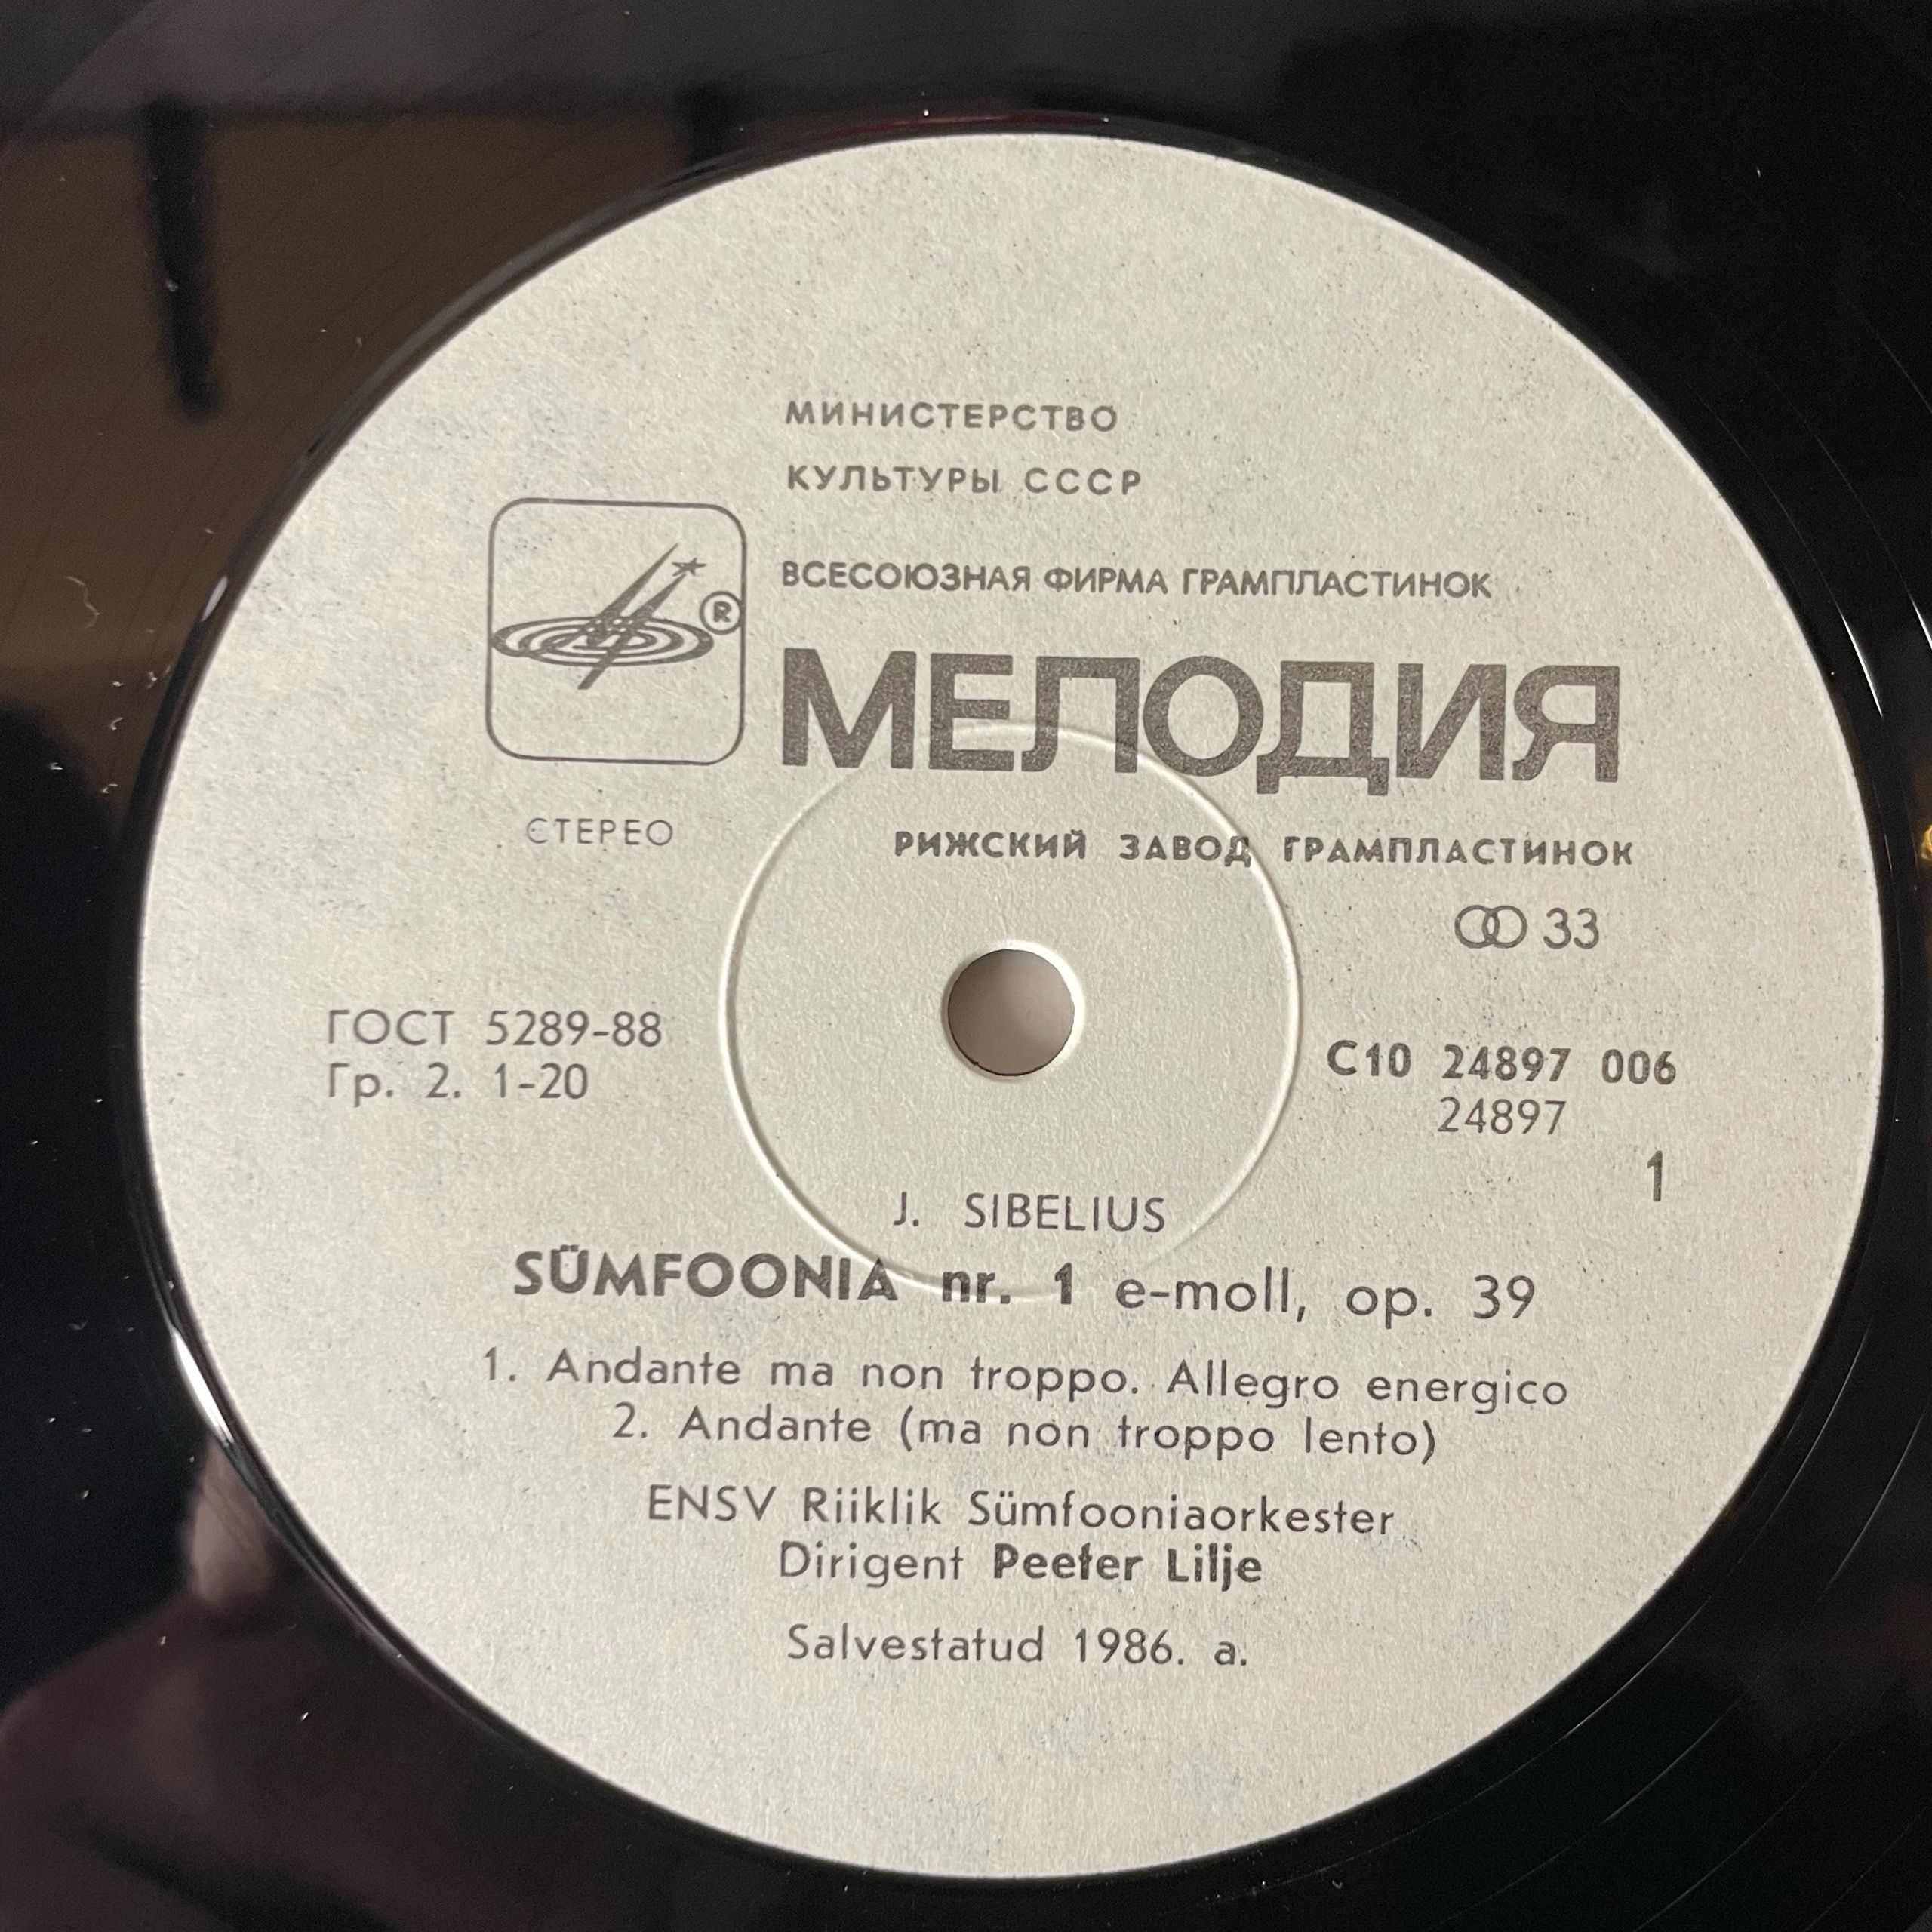 МИНИСТЕРСТВО
КУЛЬТУРЫ СССР
ВСЕСОЮЗНАЯ ФИРМА ГРАМПЛАСТИНОК
®
МЕЛОДИЯ
СТЕРЕО
РИЖСКИЙ ЗАВОД ГРАМПЛАСТИНОК
33
ГОСТ 5289-88
Гр. 2. 1-20
С10 24897 006
24897
1
J. SIBELIUS
SÜMFOONIA nr. 1 e-moll, op. 39
1. Andante ma non troppo. Allegro energico
2. Andante (ma non troppo lento)
ENSV Riiklik Sümfooniaorkester
Dirigent Peeter Lilje
Salvestatud 1986. a.